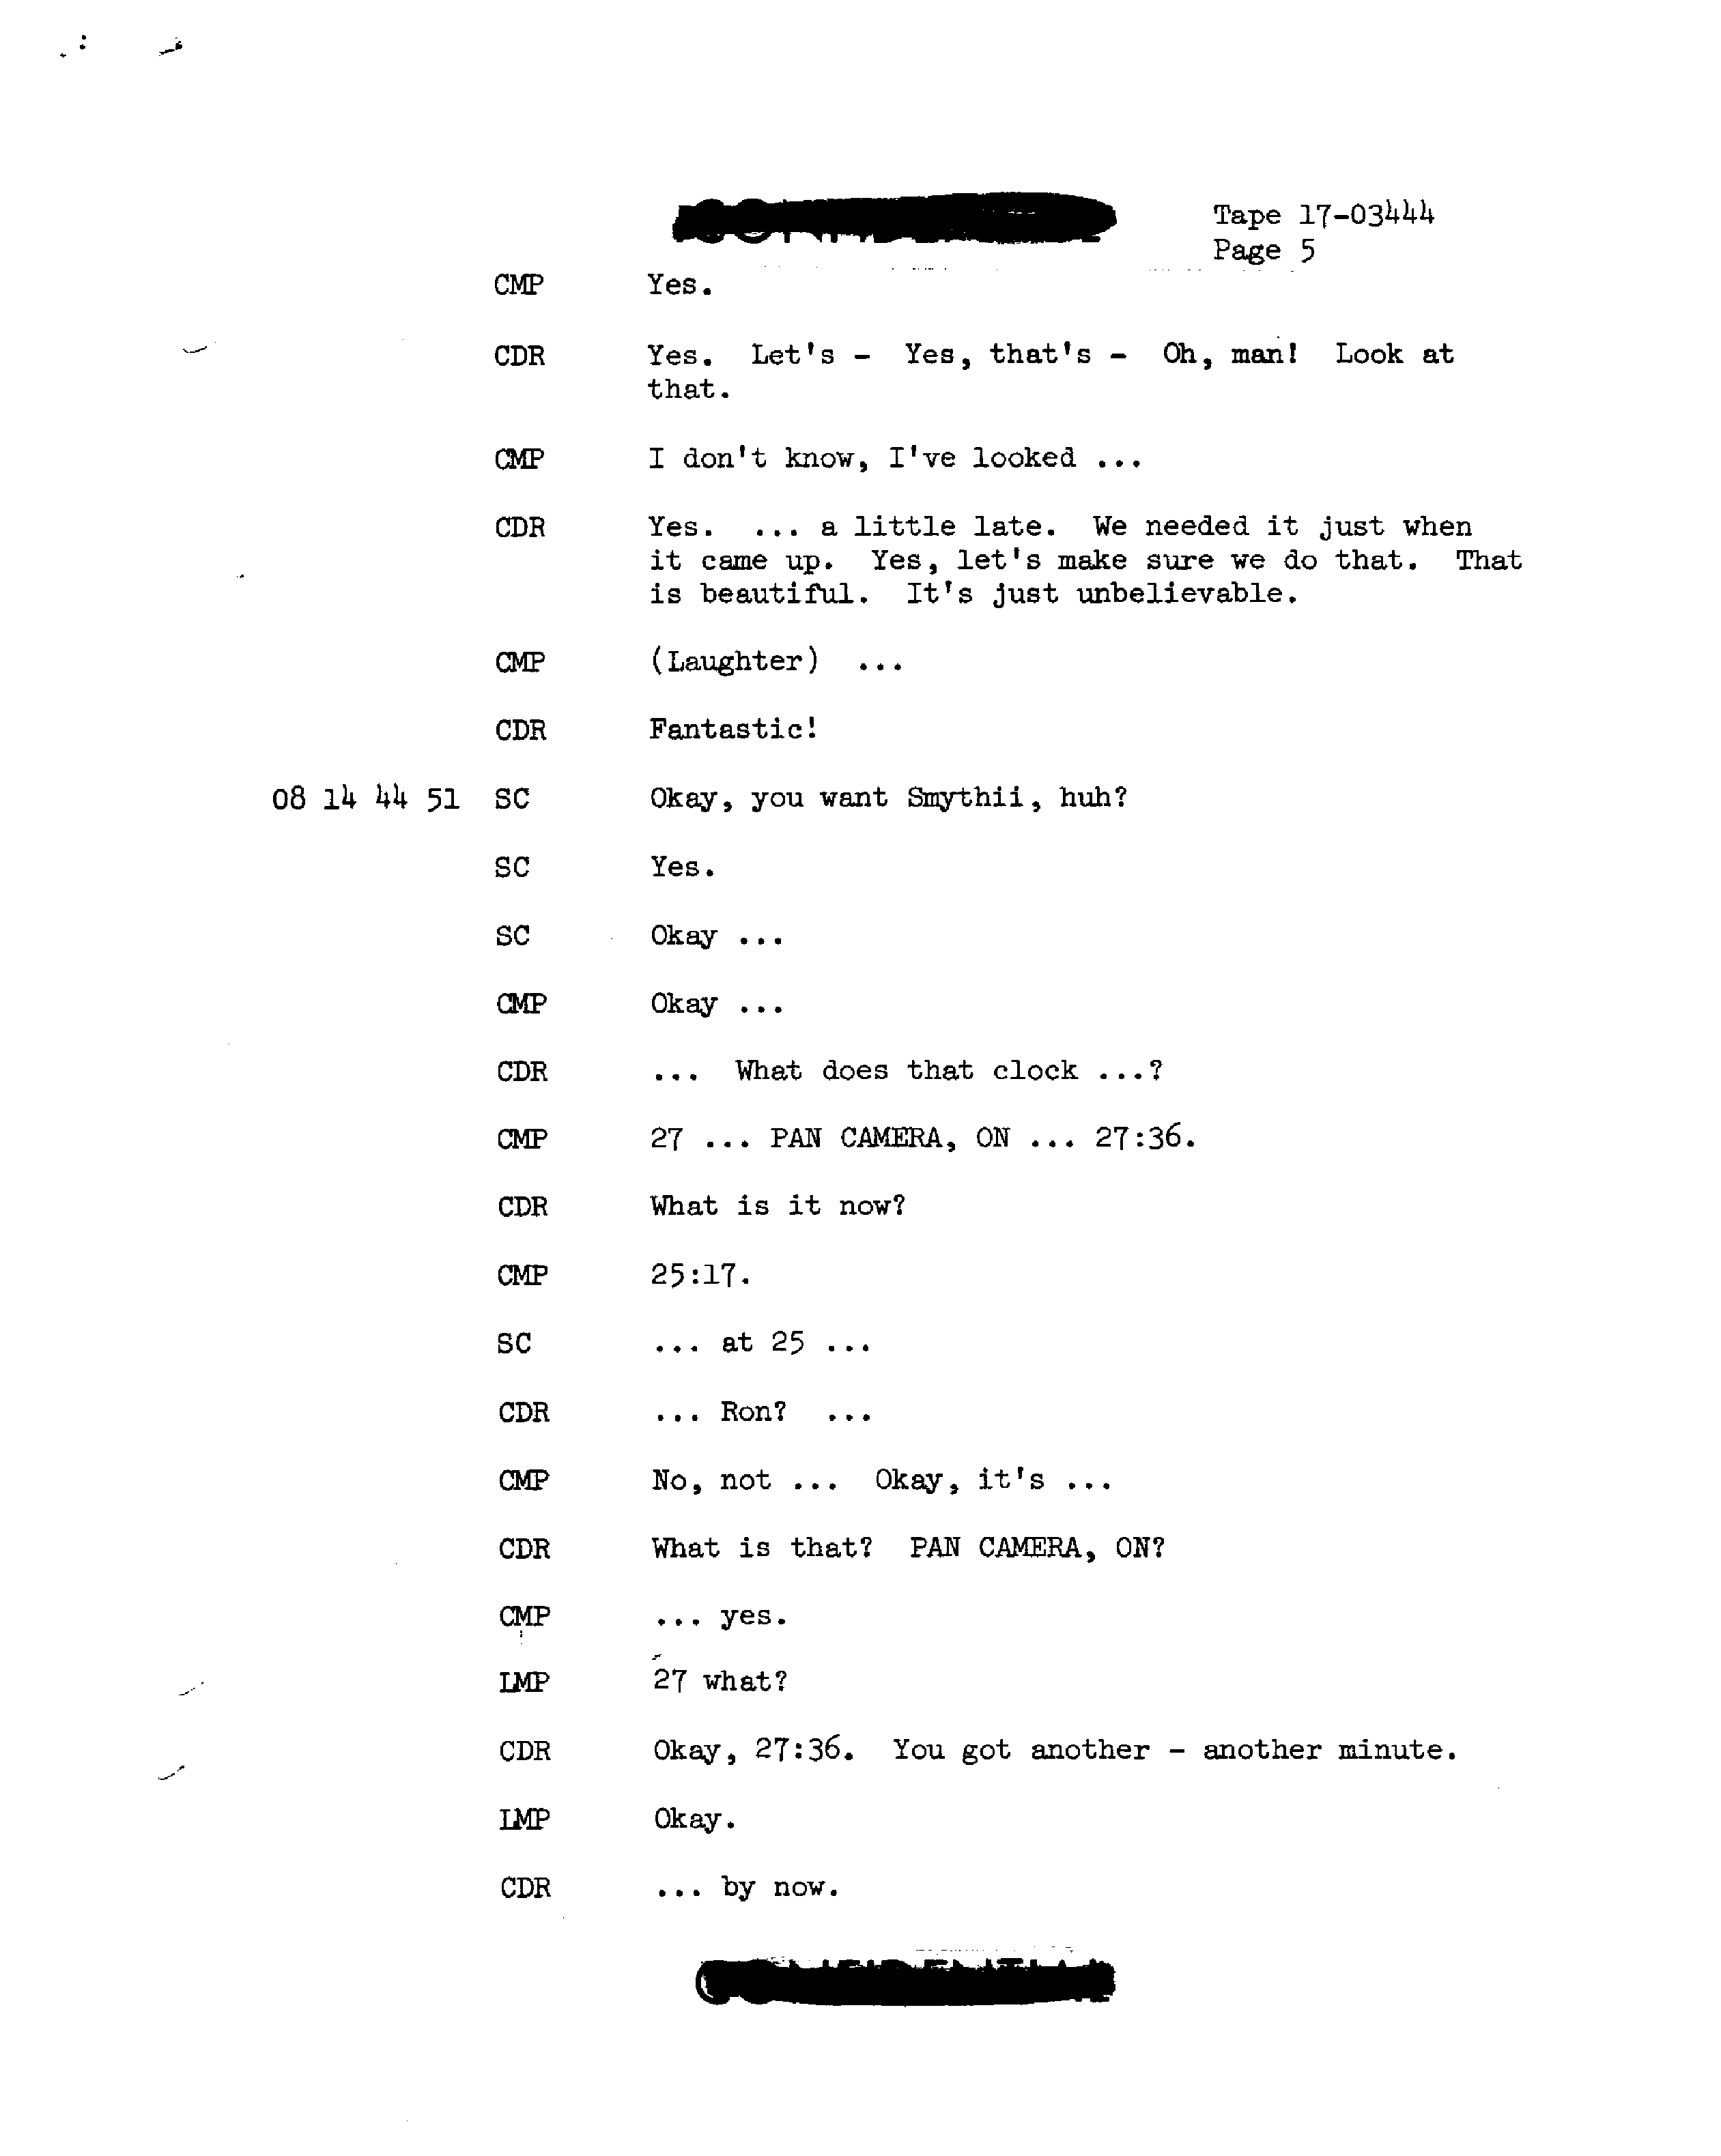 Tape 17-03444
Page 5
CMP Yes.
CDR Yes. Let's - Yes, that's - Oh, man! Look at
that.
CMP I don't know, I've looked ...
CDR Yes. ... a little late. We needed it just when
it came up. Yes, let's make sure we do that. That
is beautiful. It's just unbelievable.
CMP (Laughter) ...
CDR Fantastic!
08 14 44 51 SC Okay, you want Smythii, huh?
SC Yes.
SC Okay ...
CMP Okay ...
CDR ... What does that clock ...?
CMP 27 ... PAN CAMERA, ON ... 27:36.
CDR What is it now?
CMP 25:17.
SC ... at 25 ...
CDR ... Ron? ...
CMP No, not ... Okay, it's ...
CDR What is that? PAN CAMERA, ON?
CMP ... yes.
LMP 27 what?
CDR Okay, 27:36. You got another - another minute.
LMP Okay.
CDR ... by now.